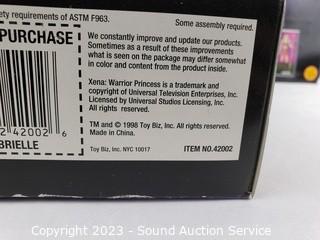 ety requirements of ASTM F963.
Some assembly required.
PURCHASE
We constantly improve and update our products.
Sometimes as a result of these improvements
what is seen on the package may differ somewhat
in color and content from the product inside.
Xena: Warrior Princess is a trademark and
copyright of Universal Television Enterprises, Inc.
Licensed by Universal Studios Licensing, Inc.
All Rights Reserved.
™ and © 1998 Toy Biz, Inc. All rights reserved.
Made in China.
Toy Biz, Inc. NYC 10017
ITEM NO.42002
2 42002 6
BRIELLE
Copyright © 2023 - Sound Auction Service